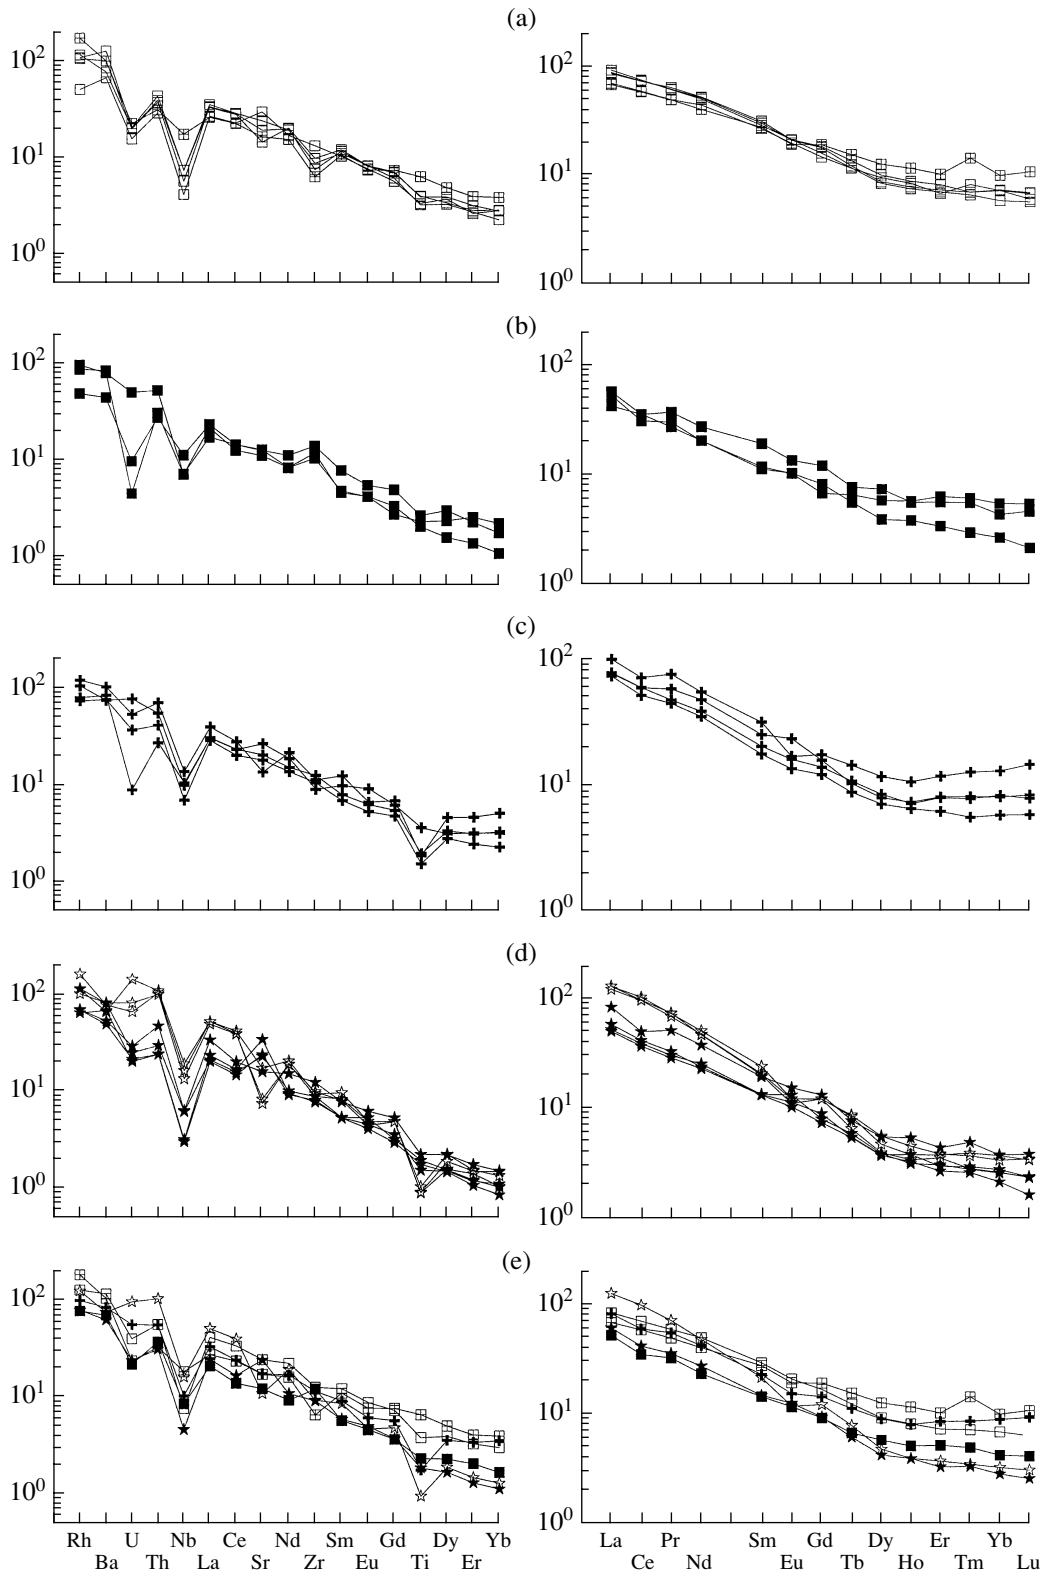 (a)
10² 10²
10¹ 10¹
10⁰ 10⁰
(b)
10² 10²
10¹ 10¹
10⁰ 10⁰
(c)
10² 10²
10¹ 10¹
10⁰ 10⁰
(d)
10² 10²
10¹ 10¹
10⁰ 10⁰
(e)
10² 10²
10¹ 10¹
10⁰ 10⁰
Rh U Nb Ce Nd Sm Gd Dy Yb La Pr Sm Gd Dy Er Yb
Ba Th La Sr Zr Eu Ti Er Ce Nd Eu Tb Ho Tm Lu